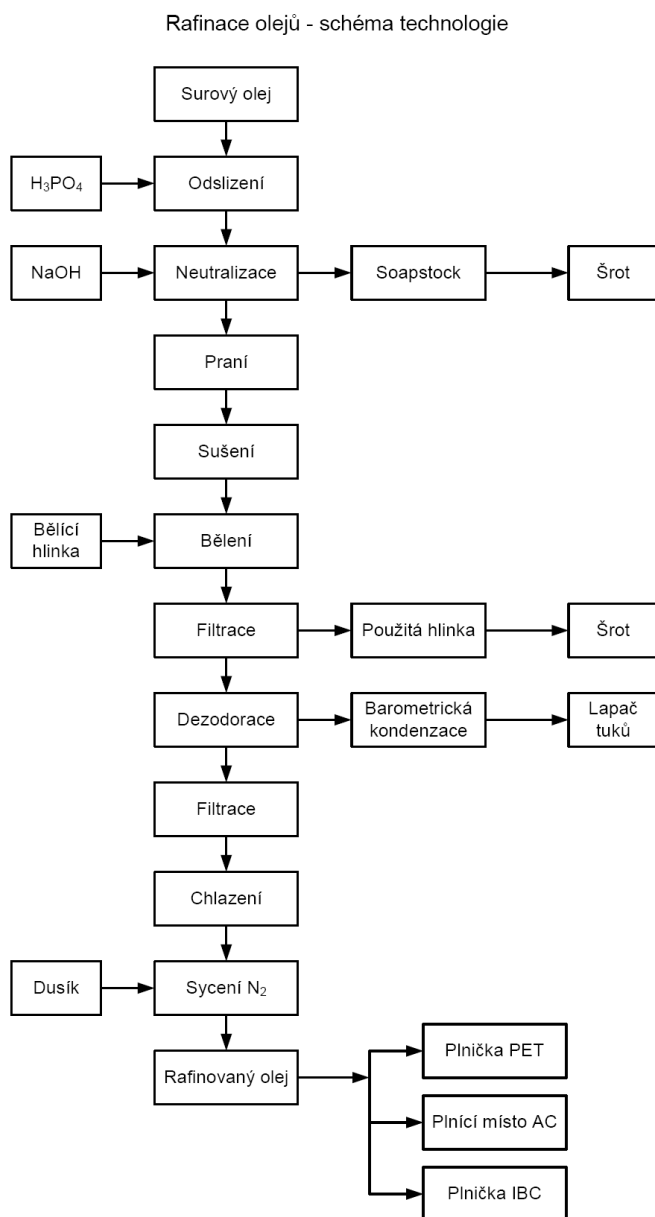 Rafinace olejů - schéma technologie
Surový olej
H₃PO₄
Odslizení
NaOH
Neutralizace
Soapstock
Šrot
Praní
Sušení
Bělící
hlinka
Bělení
Filtrace
Použitá hlinka
Šrot
Dezodorace
Barometrická
kondenzace
Lapač
tuků
Filtrace
Chlazení
Dusík
Sycení N₂
Rafinovaný olej
Plnička PET
Plnící místo AC
Plnička IBC